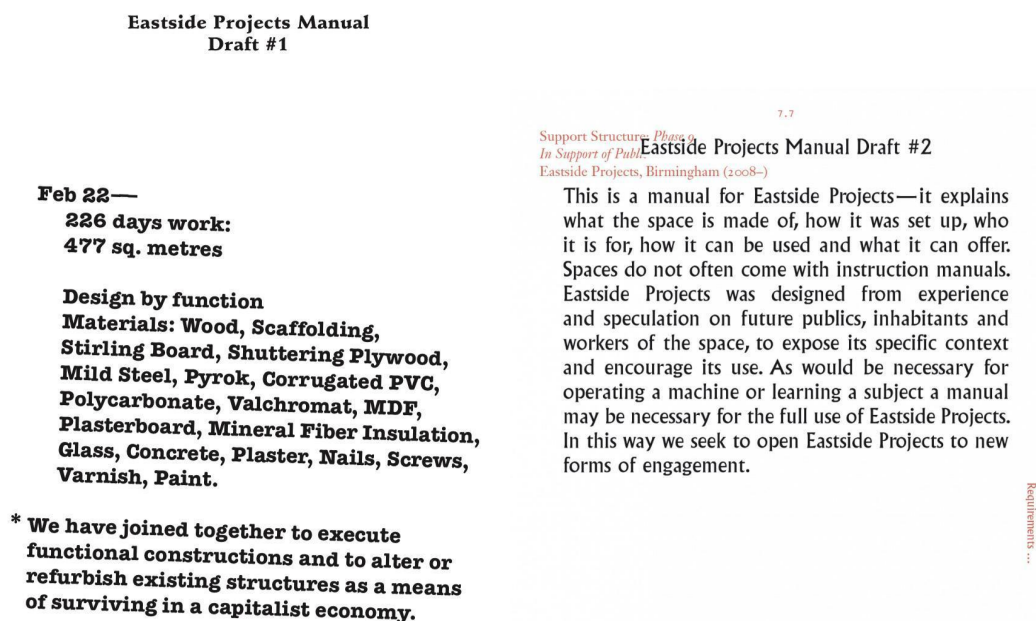 Eastside Projects Manual
Draft #1
Feb 22—
226 days work:
477 sq. metres
Design by function
Materials: Wood, Scaffolding,
Stirling Board, Shuttering Plywood,
Mild Steel, Pyrok, Corrugated PVC,
Polycarbonate, Valchromat, MDF,
Plasterboard, Mineral Fiber Insulation,
Glass, Concrete, Plaster, Nails, Screws,
Varnish, Paint.
* We have joined together to execute
functional constructions and to alter or
refurbish existing structures as a means
of surviving in a capitalist economy.
7.7
Support Structure: Phase 9
In Support of Publ
Eastside Projects, Birmingham (2008–)
Eastside Projects Manual Draft #2
This is a manual for Eastside Projects—it explains
what the space is made of, how it was set up, who
it is for, how it can be used and what it can offer.
Spaces do not often come with instruction manuals.
Eastside Projects was designed from experience
and speculation on future publics, inhabitants and
workers of the space, to expose its specific context
and encourage its use. As would be necessary for
operating a machine or learning a subject a manual
may be necessary for the full use of Eastside Projects.
In this way we seek to open Eastside Projects to new
forms of engagement.
Requirements ...